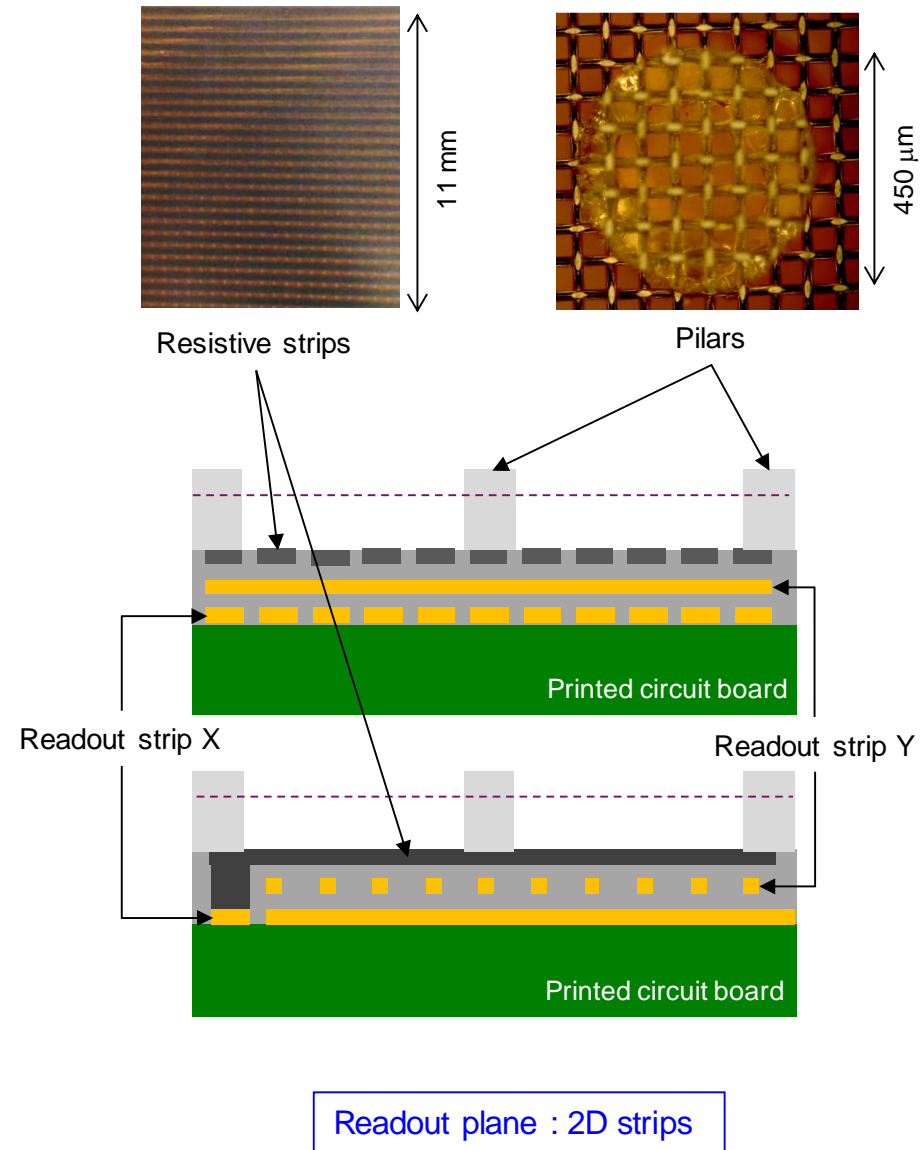 11 mm
450 μm
Resistive strips
Pilars
Printed circuit board
Readout strip X
Readout strip Y
Printed circuit board
Readout plane : 2D strips